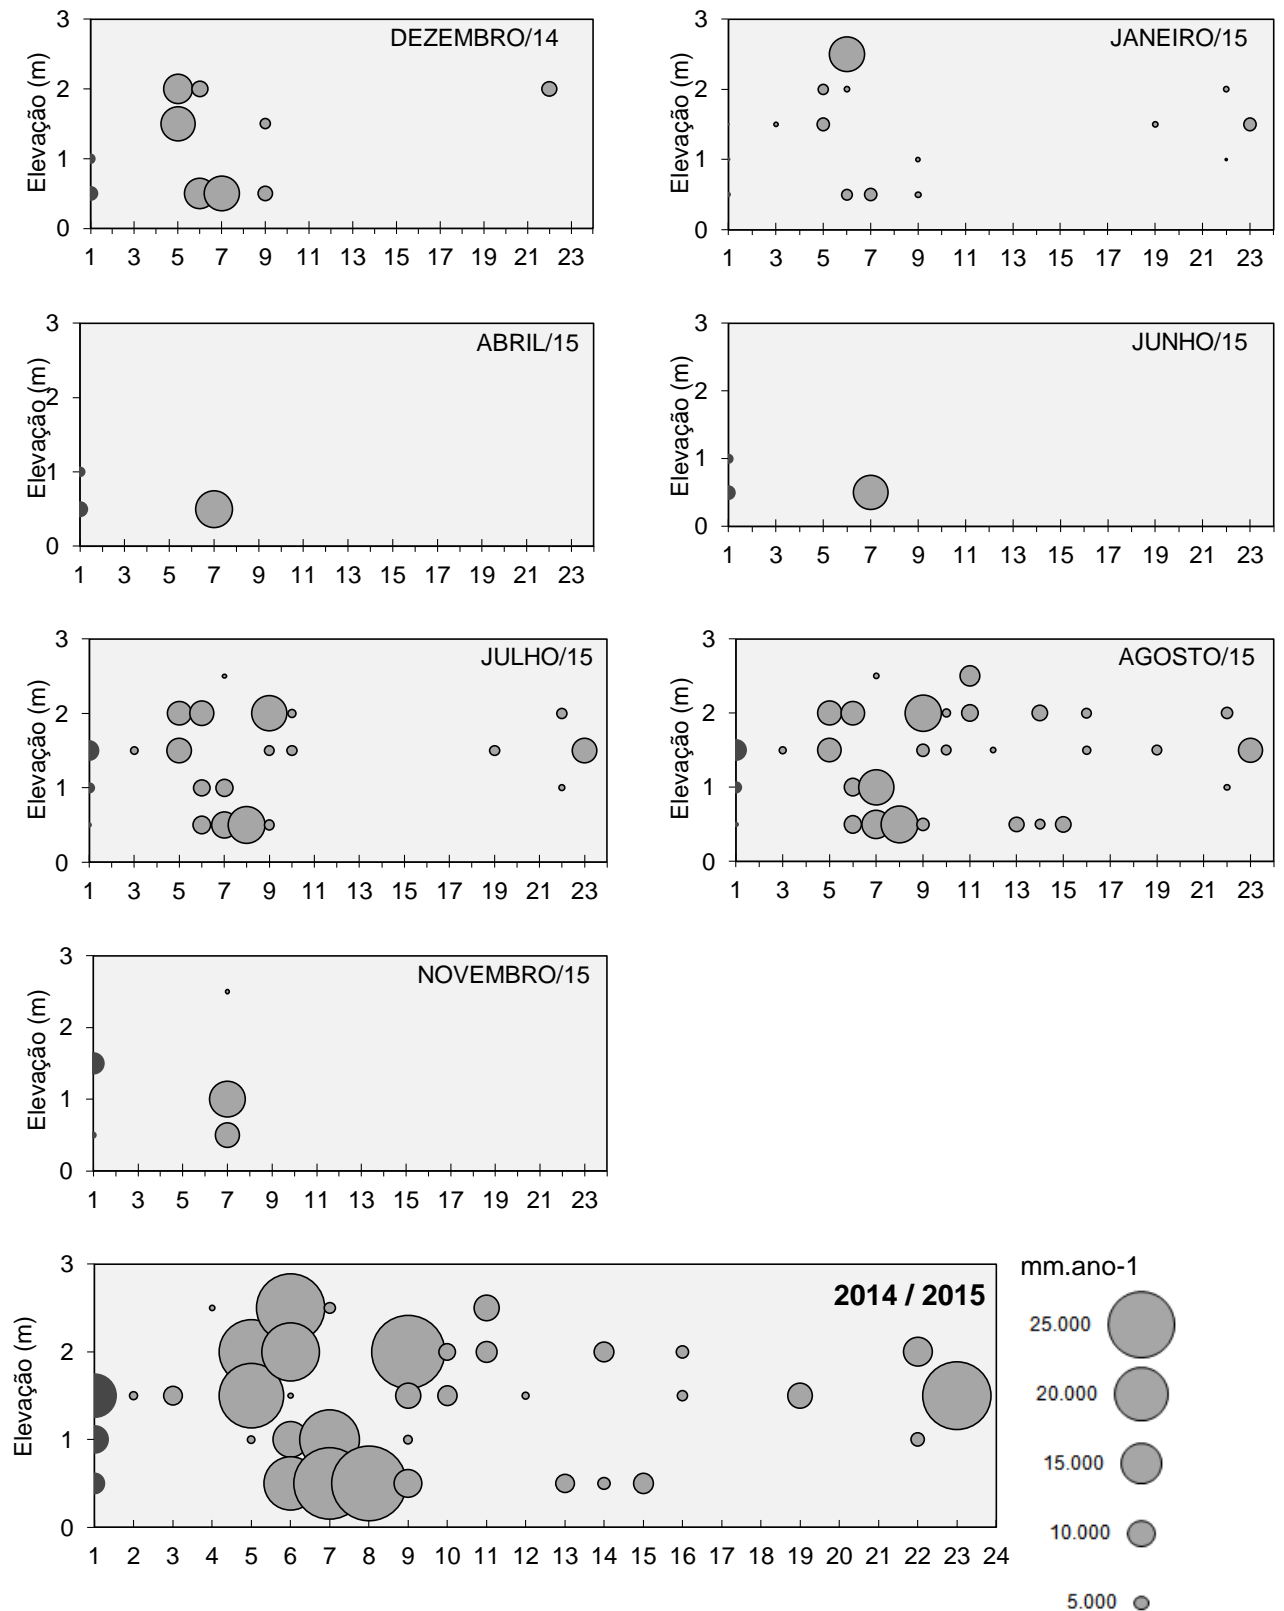 DEZEMBRO/14
Elevação (m)
3
2
1
0
1 3 5 7 9 11 13 15 17 19 21 23
JANEIRO/15
Elevação (m)
3
2
1
0
1 3 5 7 9 11 13 15 17 19 21 23
ABRIL/15
Elevação (m)
3
2
1
0
1 3 5 7 9 11 13 15 17 19 21 23
JUNHO/15
Elevação (m)
3
2
1
0
1 3 5 7 9 11 13 15 17 19 21 23
JULHO/15
Elevação (m)
3
2
1
0
1 3 5 7 9 11 13 15 17 19 21 23
AGOSTO/15
Elevação (m)
3
2
1
0
1 3 5 7 9 11 13 15 17 19 21 23
NOVEMBRO/15
Elevação (m)
3
2
1
0
1 3 5 7 9 11 13 15 17 19 21 23
2014 / 2015
Elevação (m)
3
2
1
0
1 2 3 4 5 6 7 8 9 10 11 12 13 14 15 16 17 18 19 20 21 22 23 24
mm.ano-1
25.000
20.000
15.000
10.000
5.000